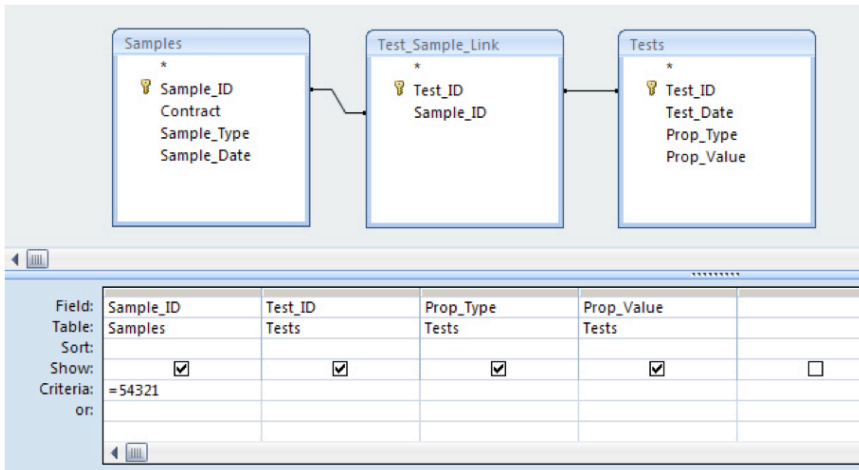 Samples Test_Sample_Link Tests
* * *
Sample_ID Test_ID Test_ID
Contract Sample_ID Test_Date
Sample_Type Prop_Type
Sample_Date Prop_Value
Field: Sample_ID Test_ID Prop_Type Prop_Value
Table: Samples Tests Tests Tests
Sort:
Show:
Criteria: =54321
or: